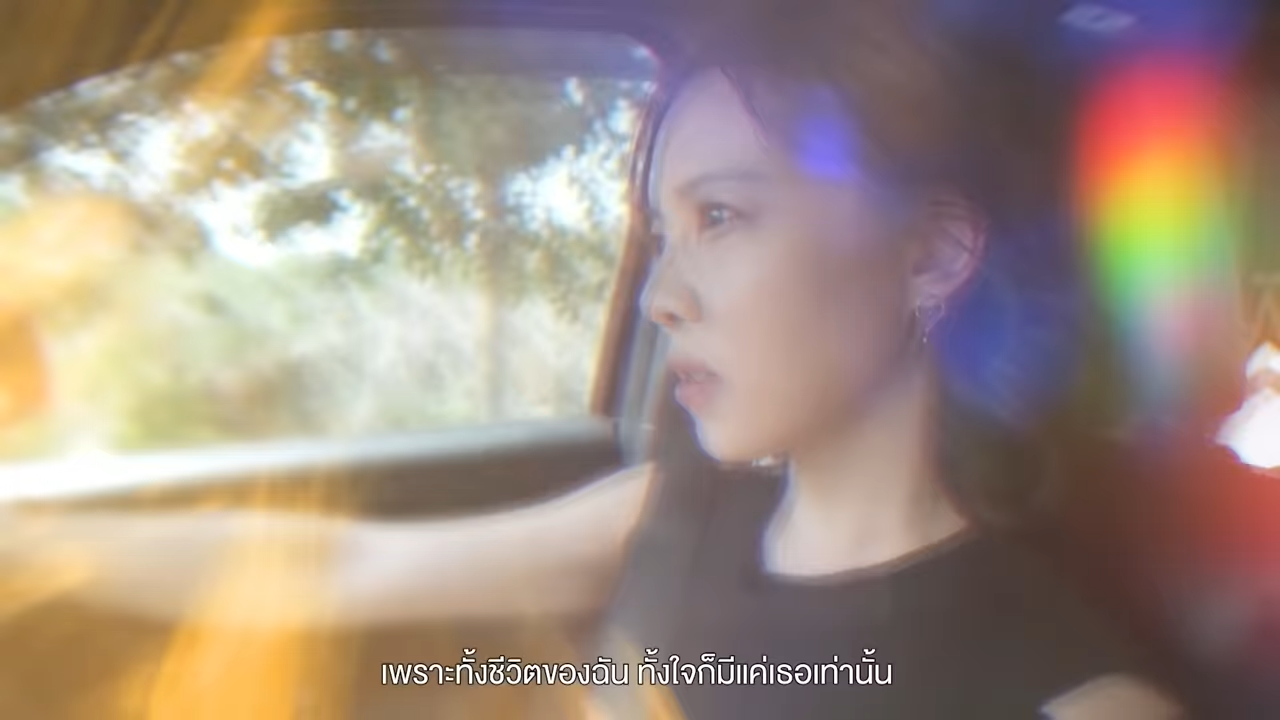 เพราะทั้งชีวิตของฉัน ทั้งใจก็มีแค่เธอเท่านั้น